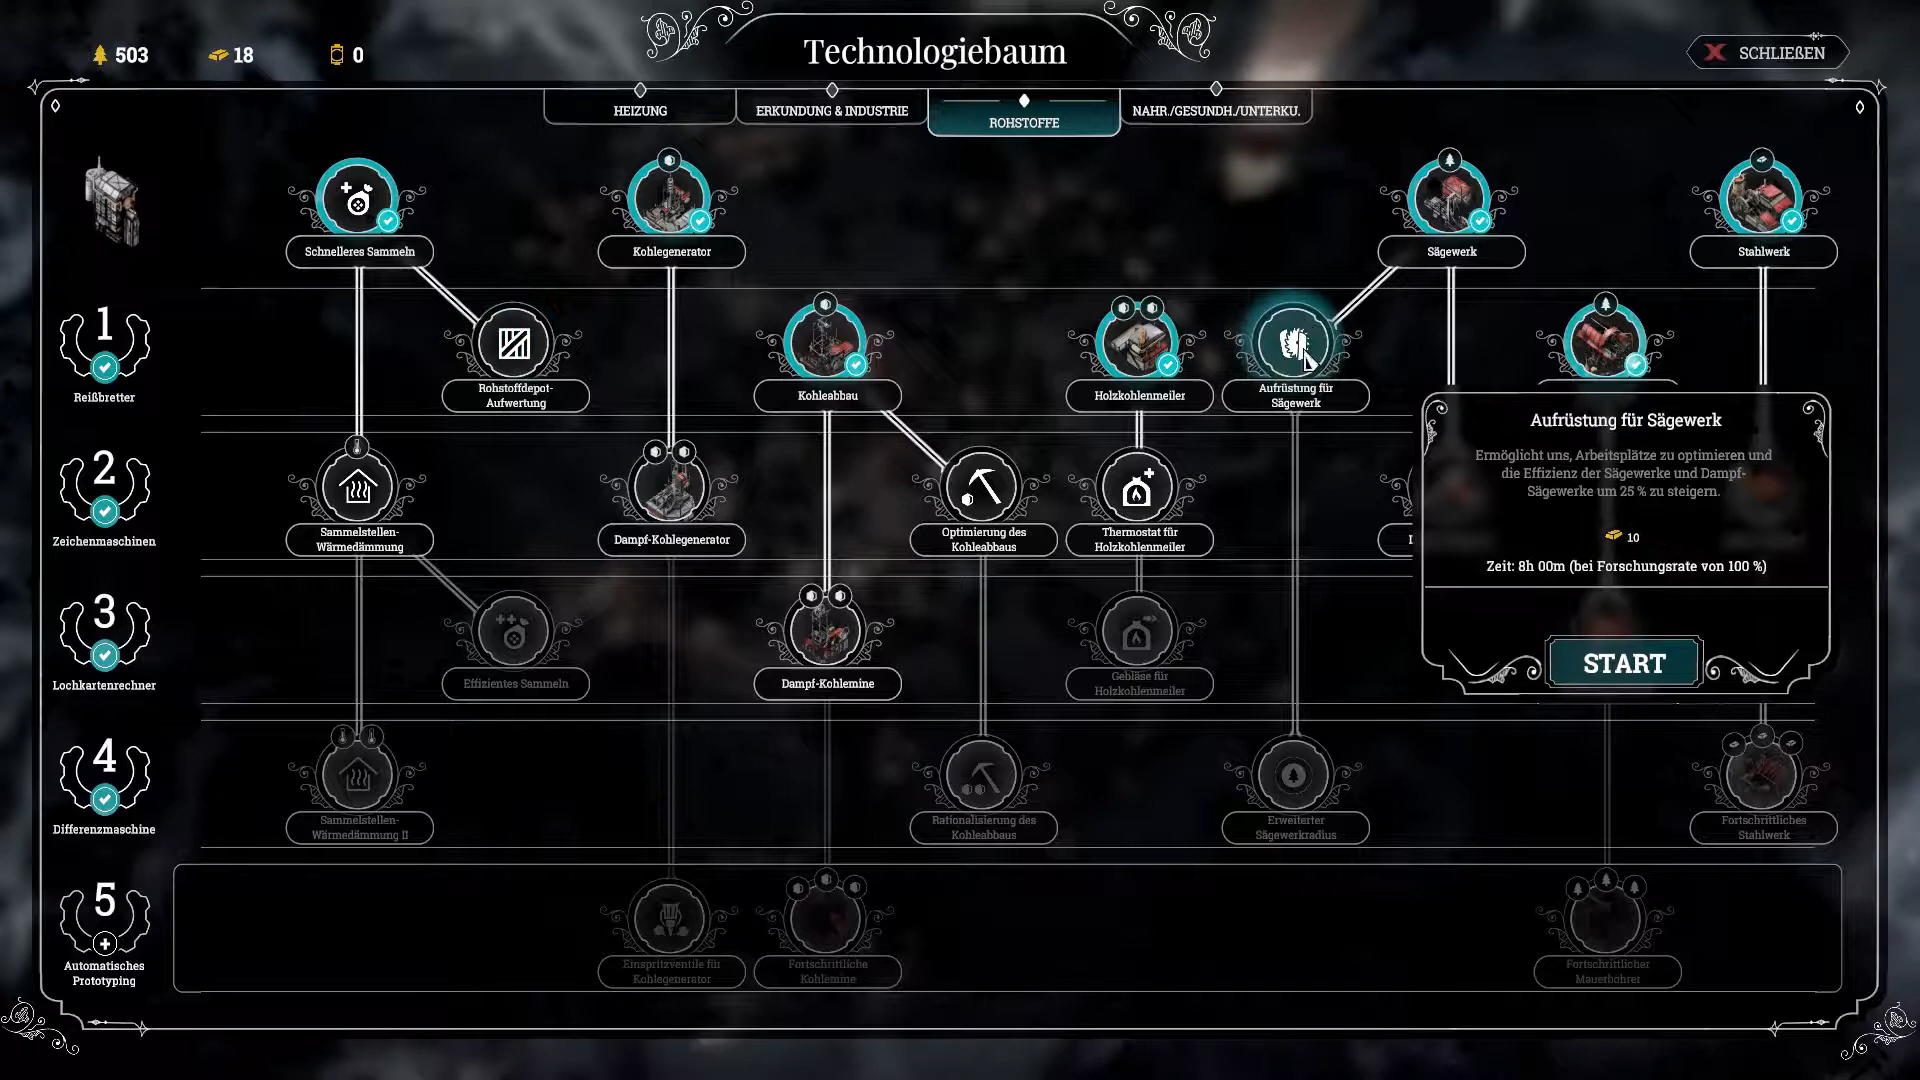 503
18
0
Technologiebaum
SCHLIEẞEN
HEIZUNG
ERKUNDUNG & INDUSTRIE
ROHSTOFFE
NAHR./GESUNDH./UNTERKU.
Schnelleres Sammeln
Kohlegenerator
Sägewerk
Stahlwerk
1
Reißbretter
Rohstoffdepot-
Aufwertung
Kohleabbau
Holzkohlenmeiler
Aufrüstung für
Sägewerk
Aufrüstung für Sägewerk
Ermöglicht uns, Arbeitsplätze zu optimieren und
die Effizienz der Sägewerke und Dampf-
Sägewerke um 25 % zu steigern.
10
Zeit: 8h 00m (bei Forschungsrate von 100 %)
START
2
Zeichenmaschinen
Sammelstellen-
Wärmedämmung
Dampf-Kohlegenerator
Optimierung des
Kohleabbaus
Thermostat für
Holzkohlenmeiler
3
Lochkartenrechner
Effizientes Sammeln
Dampf-Kohlemine
Gebläse für
Holzkohlenmeiler
4
Differenzmaschine
Sammelstellen-
Wärmedämmung II
Rationalisierung des
Kohleabbaus
Erweiterter
Sägewerkradius
Fortschrittliches
Stahlwerk
5
Automatisches
Prototyping
Einspritzventile für
Kohlegenerator
Fortschrittliche
Kohlemine
Fortschrittlicher
Mauerbohrer